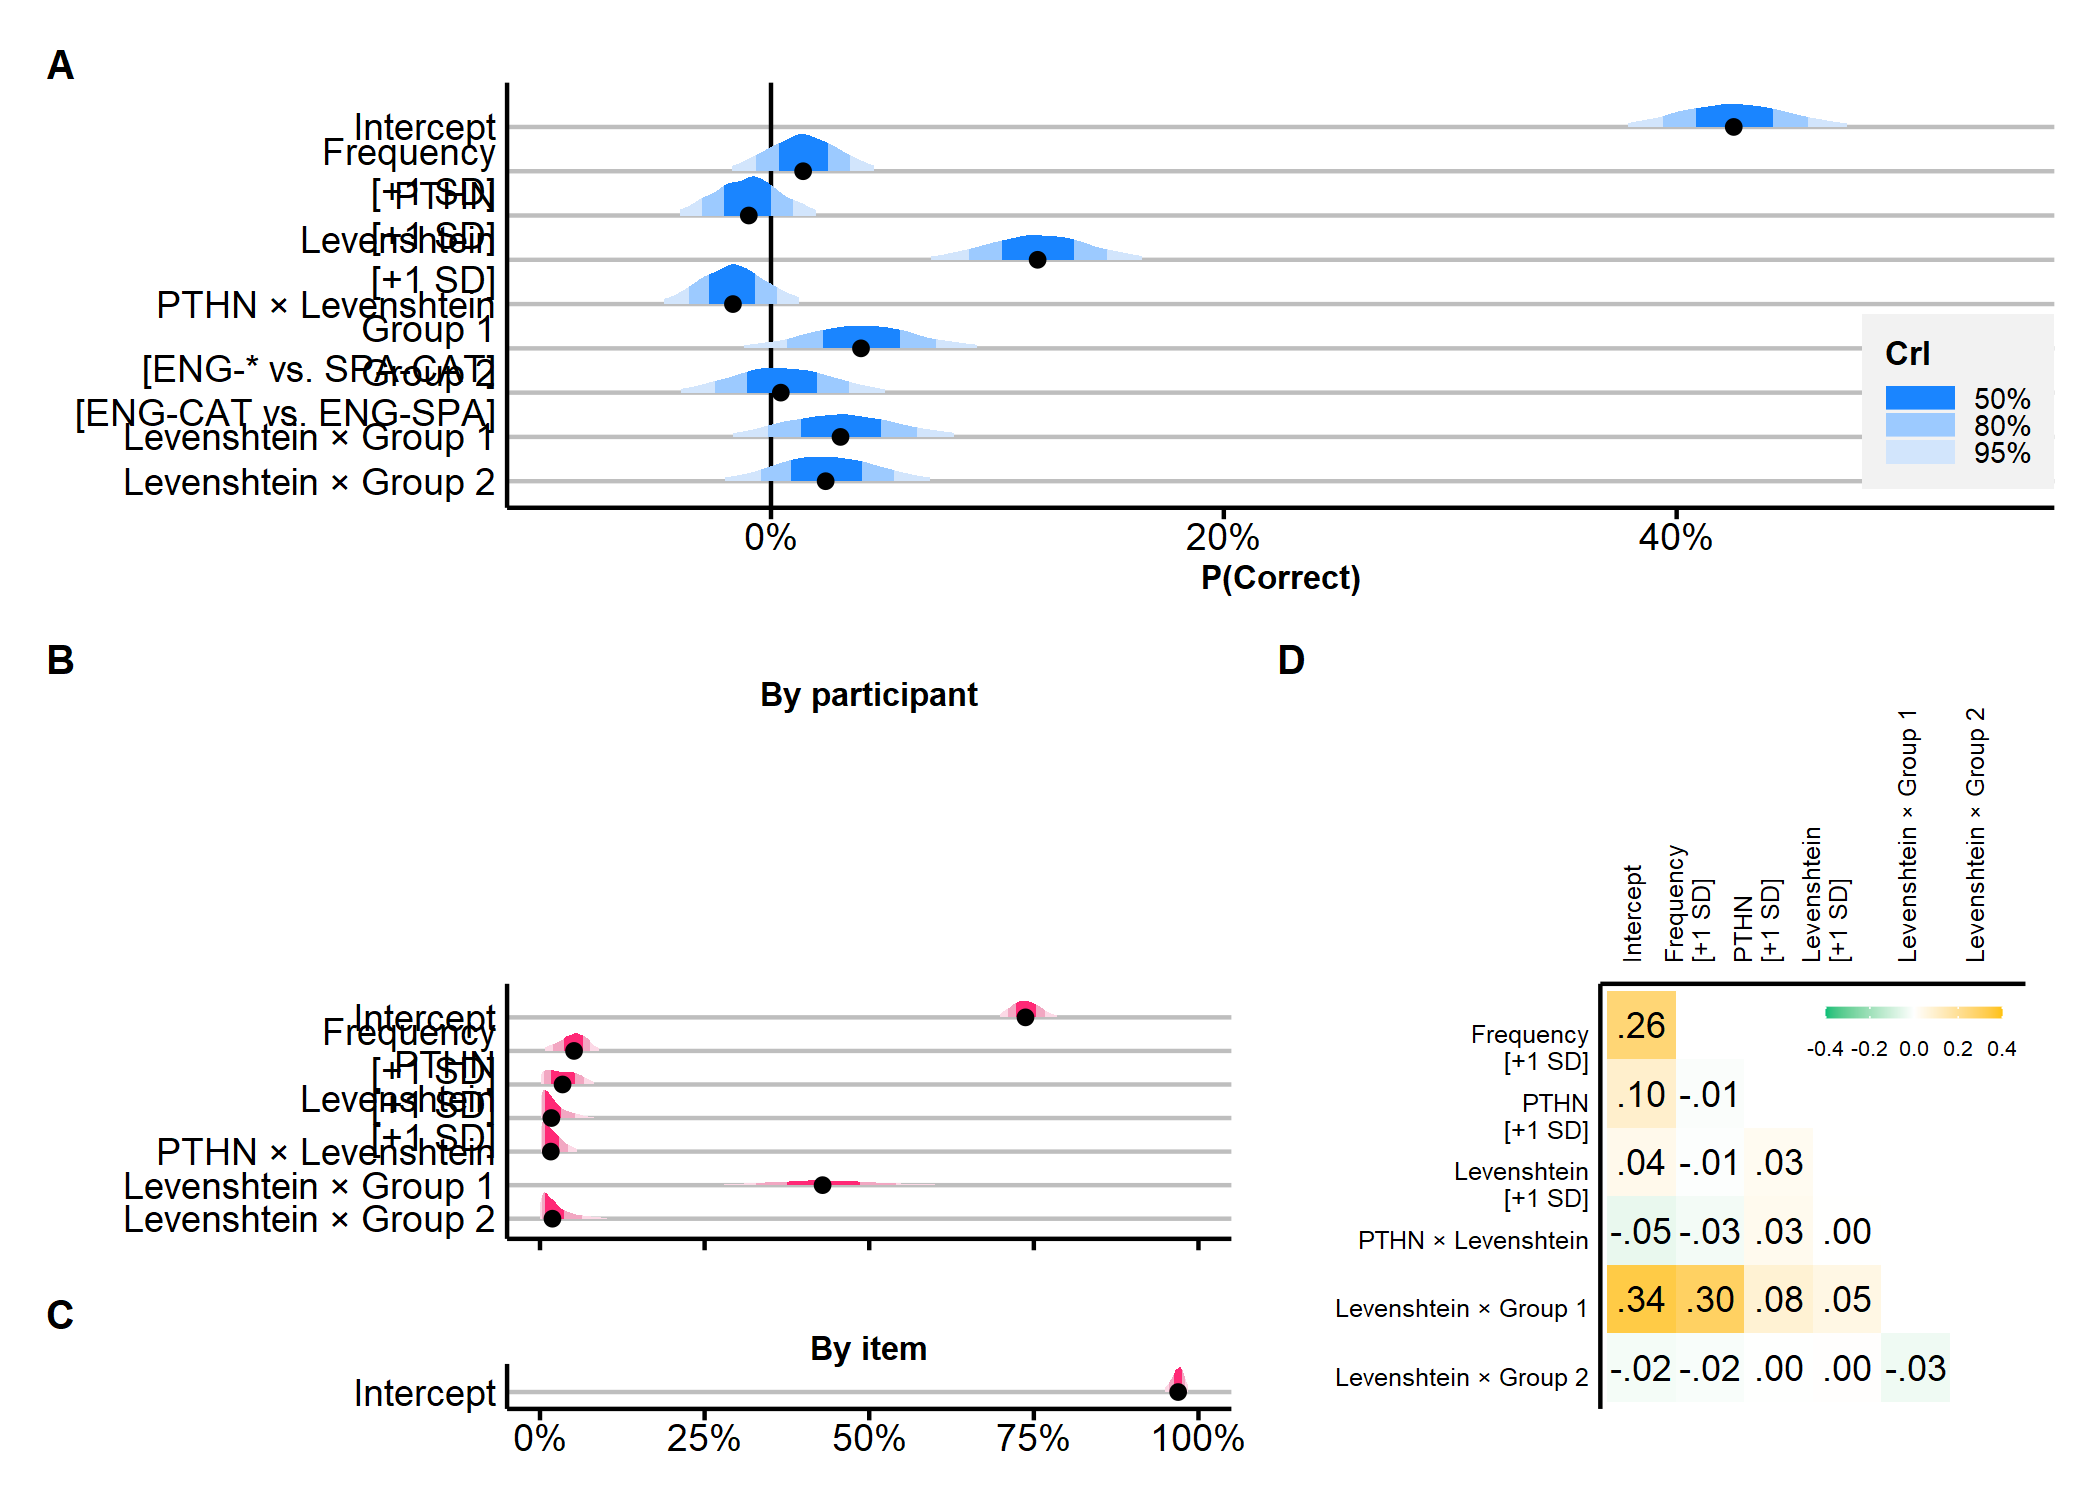 A
Intercept
Frequency
[+1 SD]
PTHN
[+1 SD]
Levenshtein
[+1 SD]
PTHN × Levenshtein
Group 1
[ENG-* vs. SPA-CAT]
Group 2
[ENG-CAT vs. ENG-SPA]
Levenshtein × Group 1
Levenshtein × Group 2
CrI
50%
80%
95%
0% 20% 40%
P(Correct)
B
By participant
Intercept
Frequency
[+1 SD]
PTHN
[+1 SD]
Levenshtein
[+1 SD]
PTHN × Levenshtein
Levenshtein × Group 1
Levenshtein × Group 2
C
By item
Intercept
0% 25% 50% 75% 100%
D
Intercept
Frequency
[+1 SD]
PTHN
[+1 SD]
Levenshtein
[+1 SD]
Levenshtein × Group 1
Levenshtein × Group 2
-0.4 -0.2 0.0 0.2 0.4
Frequency
[+1 SD]
.26
PTHN
[+1 SD]
.10 -.01
Levenshtein
[+1 SD]
.04 -.01 .03
PTHN × Levenshtein
-.05 -.03 .03 .00
Levenshtein × Group 1
.34 .30 .08 .05
Levenshtein × Group 2
-.02 -.02 .00 .00 -.03